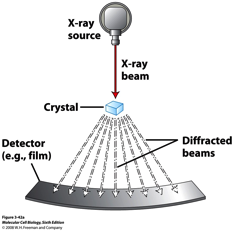 X-ray
source
X-ray
beam
Crystal
Detector
(e.g., film)
Diffracted
beams
Figure 3-42a
Molecular Cell Biology, Sixth Edition
© 2008 W.H. Freeman and Company